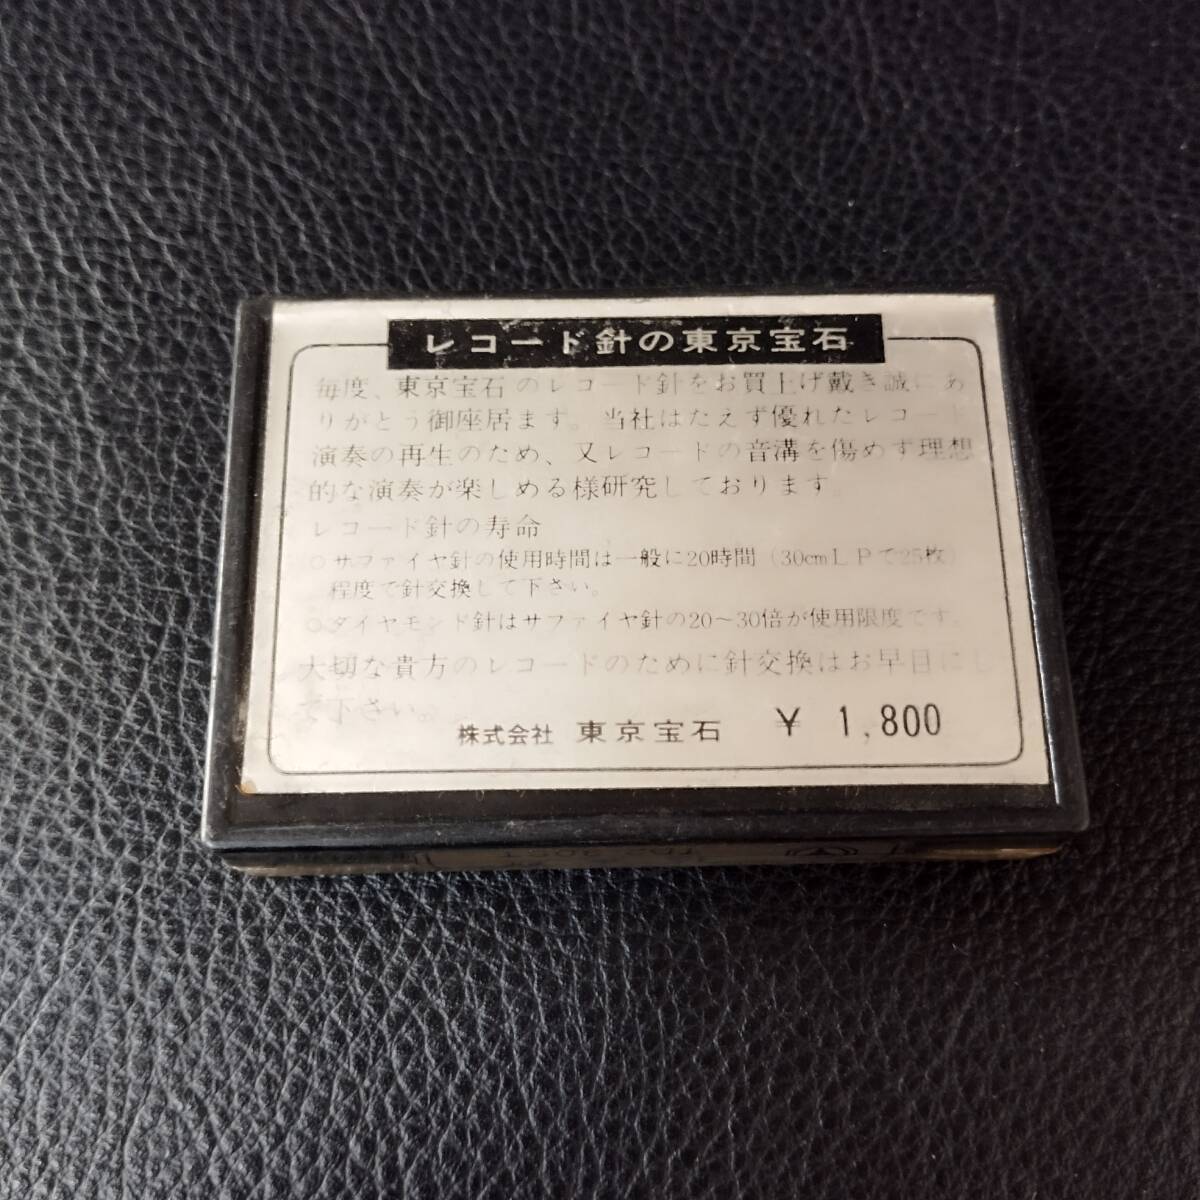 レコード針の東京宝石
毎度、東京宝石のレコード針をお買上げ戴き誠にあ
りがとう御座居ます。当社はたえず優れたレコード
演奏の再生のため、又レコードの音溝を傷めず理想
的な演奏が楽しめる様研究しております。
レコード針の寿命
○サファイヤ針の使用時間は一般に20時間(30cmLPで25枚)
程度で針交換して下さい。
○ダイヤモンド針はサファイヤ針の20〜30倍が使用限度です。
大切な貴方のレコードのために針交換はお早目にし
て下さい。
株式会社 東京宝石 ¥ 1,800